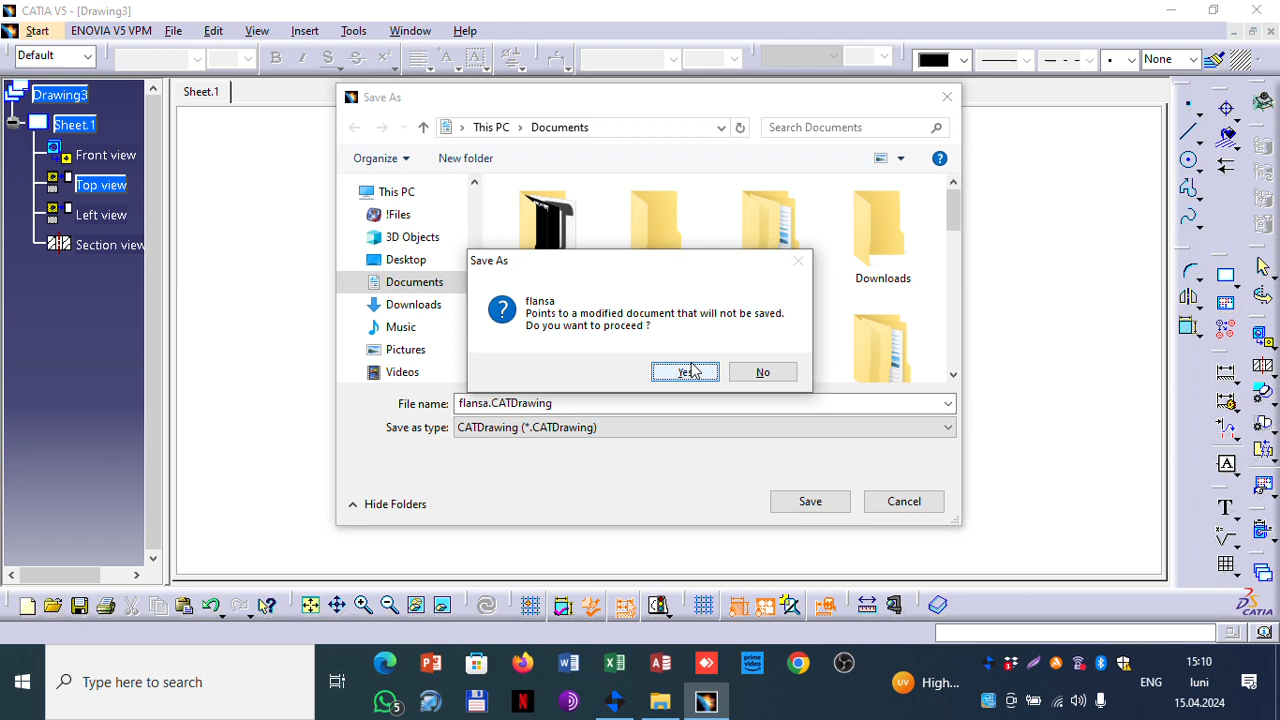 CATIA V5 - [Drawing3]
Start ENOVIA V5 VPM File Edit View Insert Tools Window Help
Default
None
Drawing3
Sheet.1
Front view
Top view
Left view
Section view
Sheet.1
Save As
This PC > Documents
Search Documents
Organize New folder
This PC
!Files
3D Objects
Desktop
Documents
Downloads
Music
Pictures
Videos
Downloads
Save As
flansa
Points to a modified document that will not be saved.
Do you want to proceed ?
Yes No
File name: flansa.CATDrawing
Save as type: CATDrawing (*.CATDrawing)
Hide Folders
Save Cancel
Type here to search
UV High...
ENG
15:10
luni
15.04.2024
5